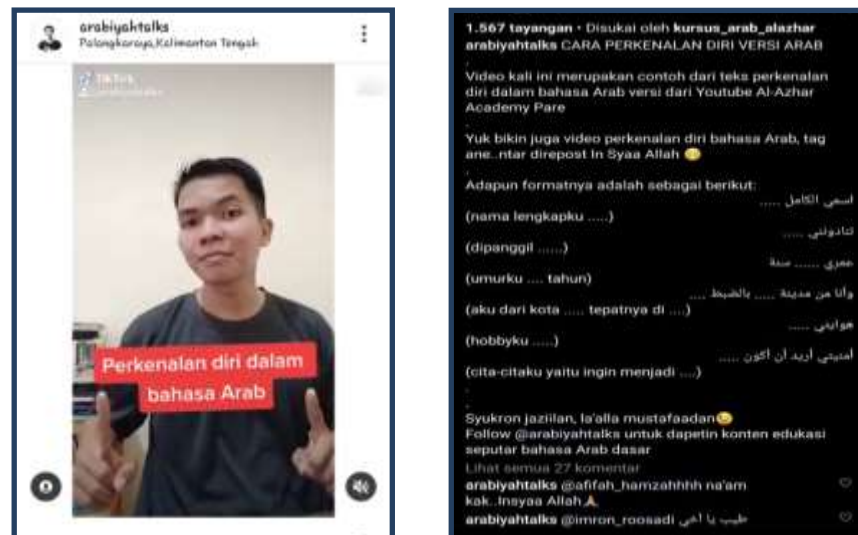 arabiyahtalks
Palangkaraya,Kalimantan Tengah
TikTok
Perkenalan diri dalam
bahasa Arab
1.567 tayangan • Disukai oleh kursus_arab_alazhar
arabiyahtalks CARA PERKENALAN DIRI VERSI ARAB
.
Video kali ini merupakan contoh dari teks perkenalan
diri dalam bahasa Arab versi dari Youtube Al-Azhar
Academy Pare
.
Yuk bikin juga video perkenalan diri bahasa Arab, tag
ane..ntar direpost In Syaa Allah 😊
.
Adapun formatnya adalah sebagai berikut:
اسمي الكامل .....
(nama lengkapku .....)
تنادونني .....
(dipanggil ......)
عمري ...... سنة
(umurku .... tahun)
وأنا من مدينة ..... بالضبط ....
(aku dari kota ..... tepatnya di ....)
هوايتي .....
(hobbyku .....)
أمنيتي أريد أن أكون .....
(cita-citaku yaitu ingin menjadi ....)
.
.
Syukron jaziilan, la'alla mustafaadan😊
Follow @arabiyahtalks untuk dapetin konten edukasi
seputar bahasa Arab dasar
Lihat semua 27 komentar
arabiyahtalks @afifah_hamzahhhh na'am
kak..Insyaa Allah🙏
arabiyahtalks @imron_roosadi طيب يا أخي